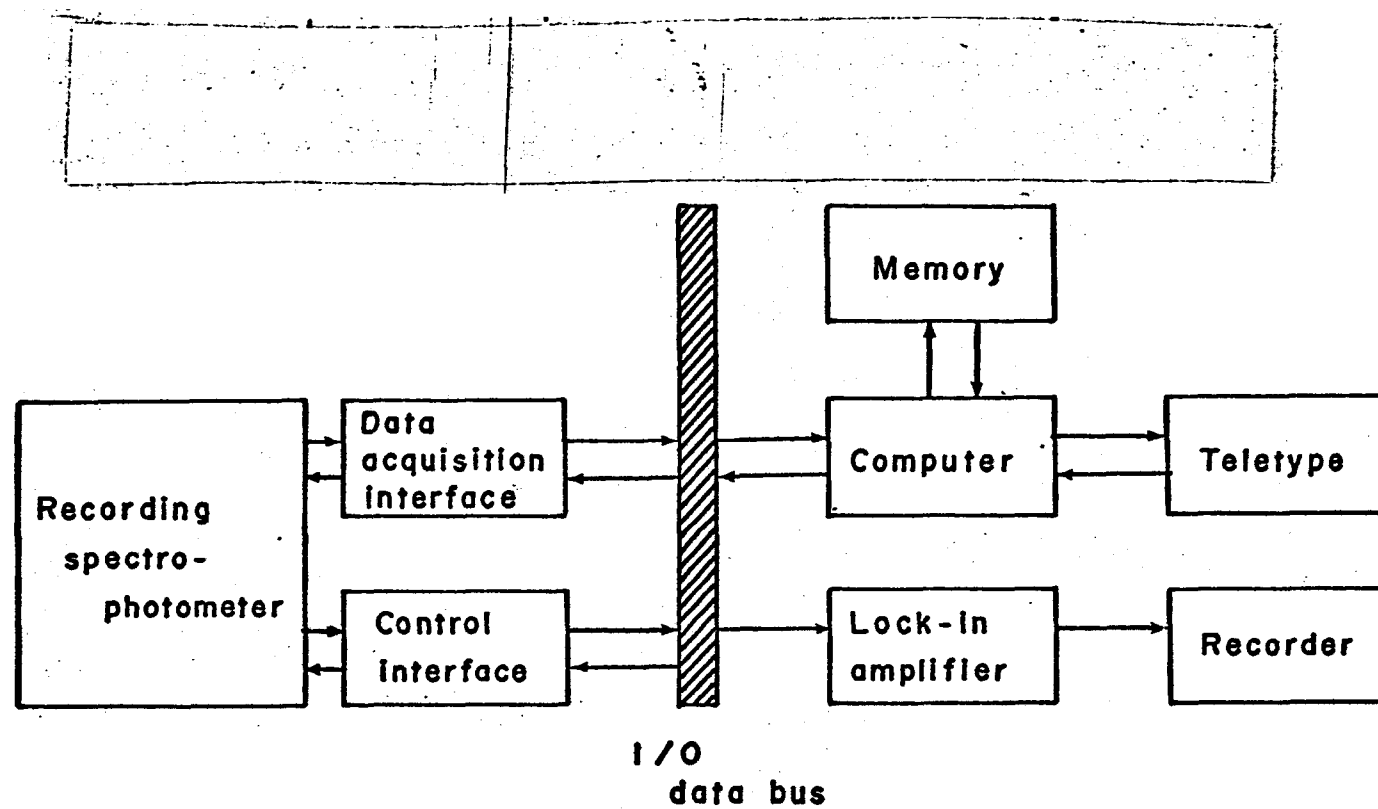 Memory
Data
acquisition
interface
Computer
Teletype
Recording
spectro-
photometer
Control
interface
Lock-in
amplifier
Recorder
I/O
data bus